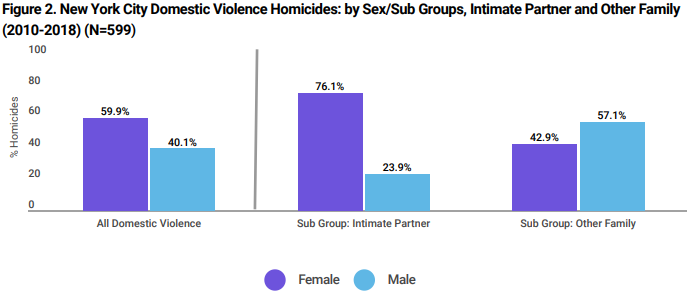 Figure 2. New York City Domestic Violence Homicides: by Sex/Sub Groups, Intimate Partner and Other Family
(2010-2018) (N=599)
100
80
60
40
20
0
% Homicides
59.9%
40.1%
76.1%
23.9%
42.9%
57.1%
All Domestic Violence
Sub Group: Intimate Partner
Sub Group: Other Family
Female
Male